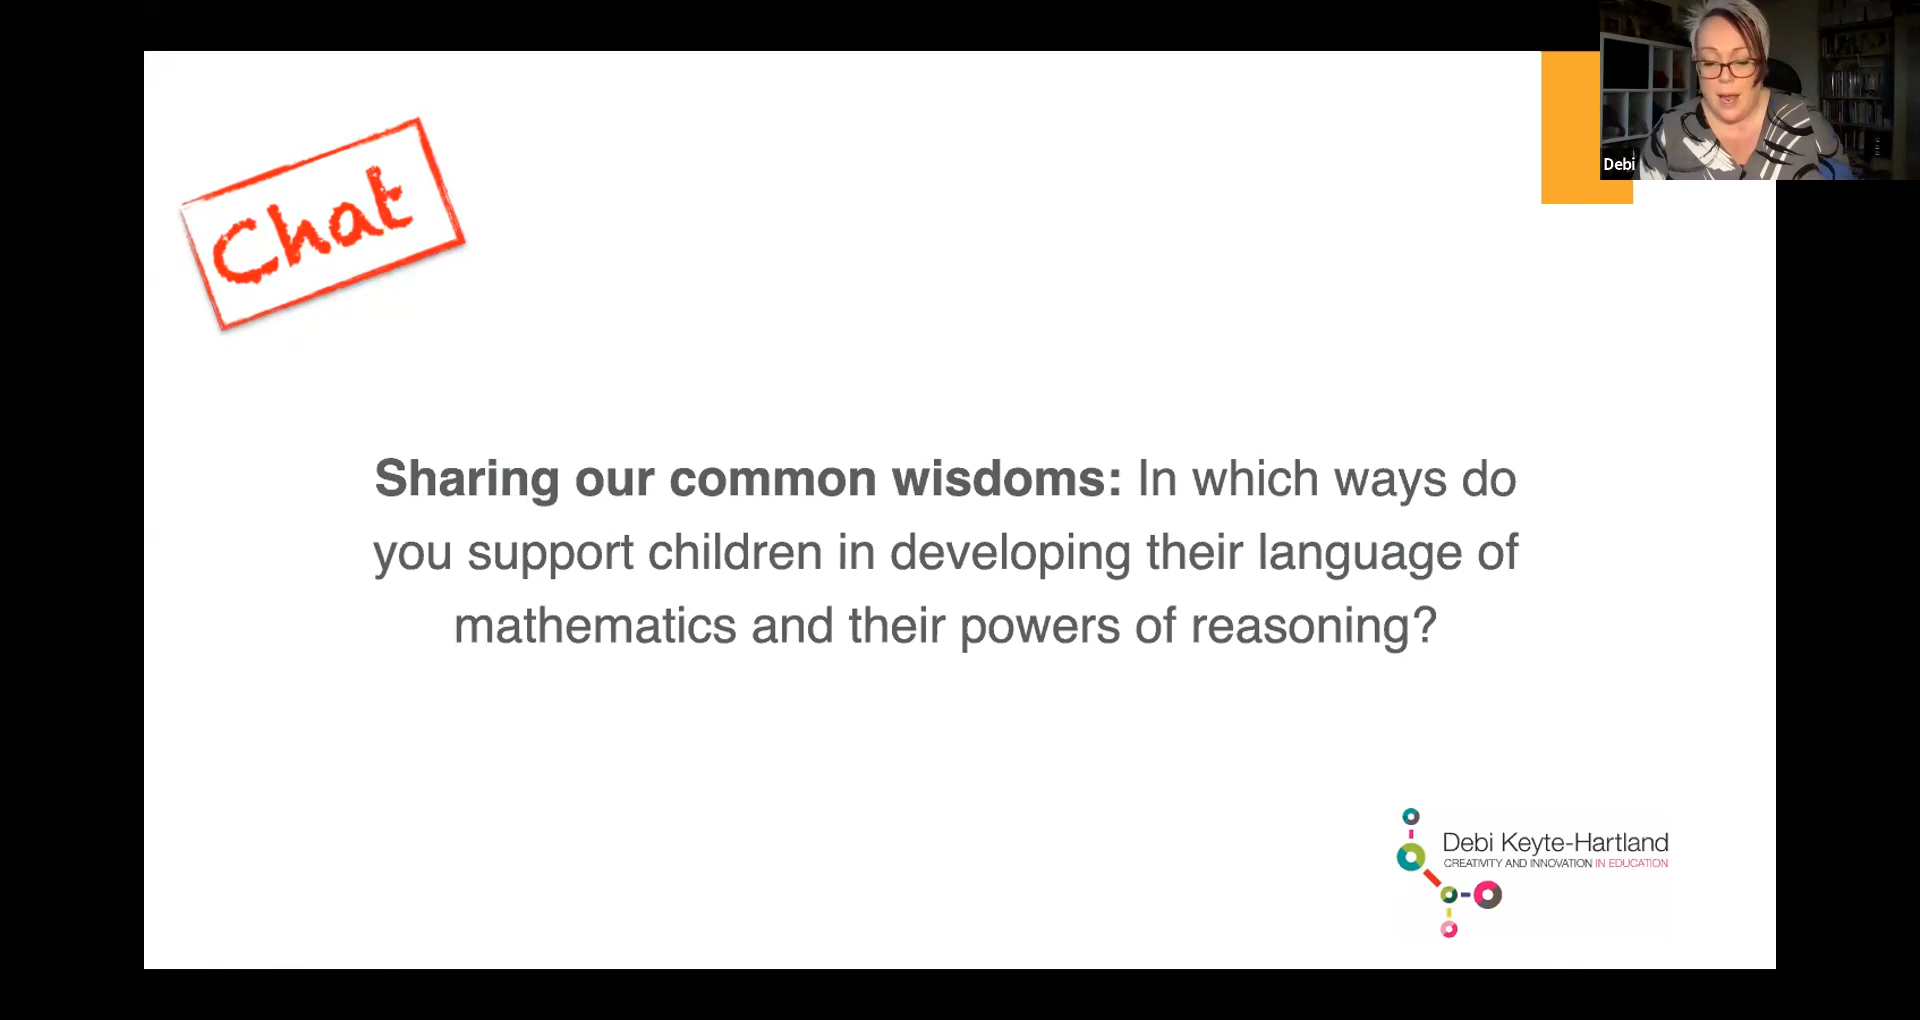 Debi
Chat
Sharing our common wisdoms: In which ways do
you support children in developing their language of
mathematics and their powers of reasoning?
Debi Keyte-Hartland
CREATIVITY AND INNOVATION IN EDUCATION